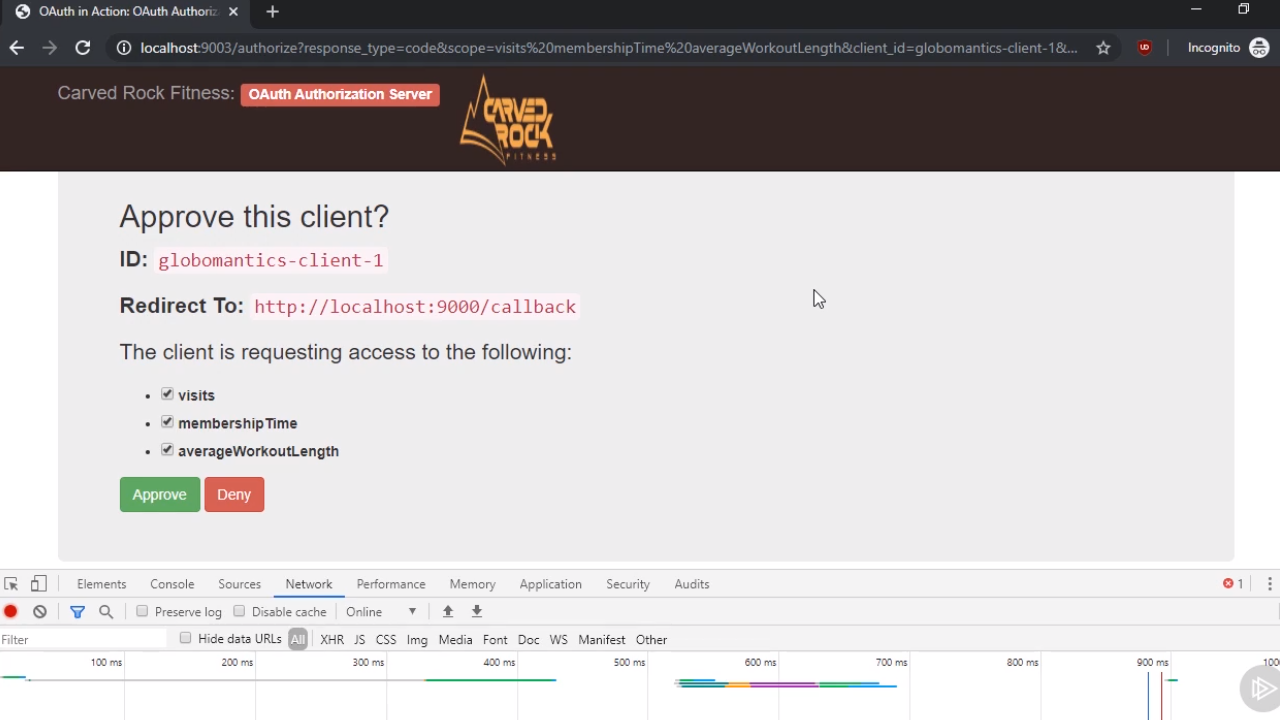 OAuth in Action: OAuth Authoriz
localhost:9003/authorize?response_type=code&scope=visits%20membershipTime%20averageWorkoutLength&client_id=globomantics-client-1&...
Incognito
Carved Rock Fitness: OAuth Authorization Server
CARVED
ROCK
FITNESS
Approve this client?
ID: globomantics-client-1
Redirect To: http://localhost:9000/callback
The client is requesting access to the following:
• visits
• membershipTime
• averageWorkoutLength
Approve Deny
Elements Console Sources Network Performance Memory Application Security Audits 1
Preserve log Disable cache Online
Filter Hide data URLs All XHR JS CSS Img Media Font Doc WS Manifest Other
100 ms 200 ms 300 ms 400 ms 500 ms 600 ms 700 ms 800 ms 900 ms